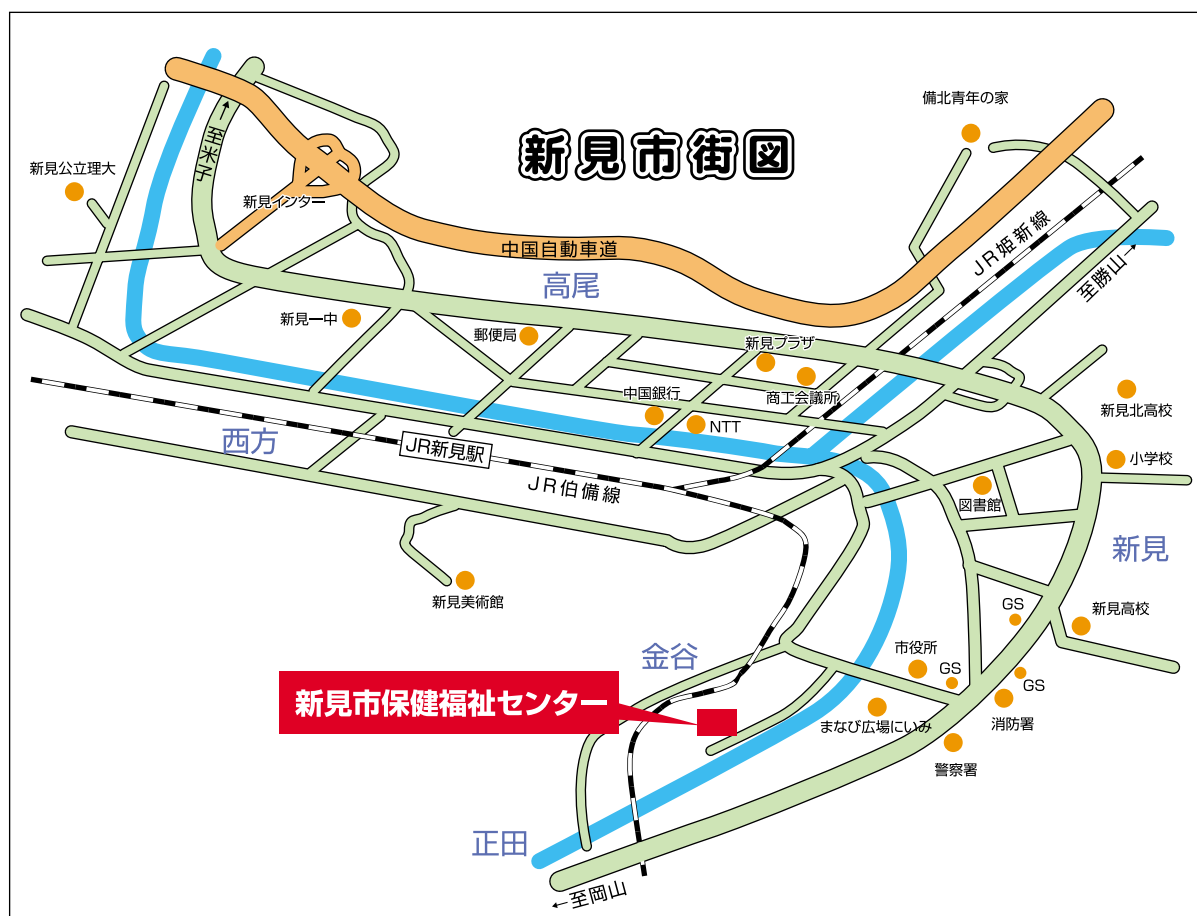 新見市街図
備北青年の家
↑至米子
新見公立理大
新見インター
中国自動車道
JR姫新線
至勝山→
高尾
新見一中
郵便局
新見プラザ
商工会議所
中国銀行
NTT
新見北高校
小学校
西方
JR新見駅
JR伯備線
図書館
新見
新見美術館
GS
新見高校
金谷
市役所
GS
GS
新見市保健福祉センター
まなび広場にいみ
消防署
警察署
正田
←至岡山